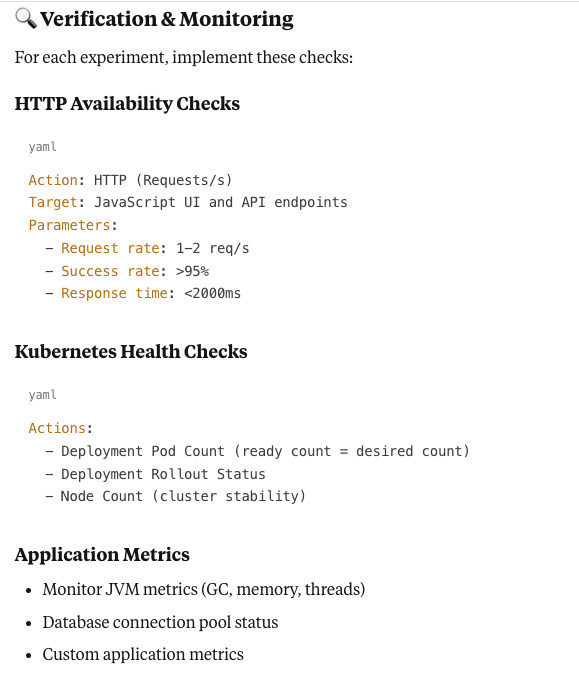 🔍 Verification & Monitoring
For each experiment, implement these checks:
HTTP Availability Checks
yaml
Action: HTTP (Requests/s)
Target: JavaScript UI and API endpoints
Parameters:
  - Request rate: 1-2 req/s
  - Success rate: >95%
  - Response time: <2000ms
Kubernetes Health Checks
yaml
Actions:
  - Deployment Pod Count (ready count = desired count)
  - Deployment Rollout Status
  - Node Count (cluster stability)
Application Metrics
• Monitor JVM metrics (GC, memory, threads)
• Database connection pool status
• Custom application metrics